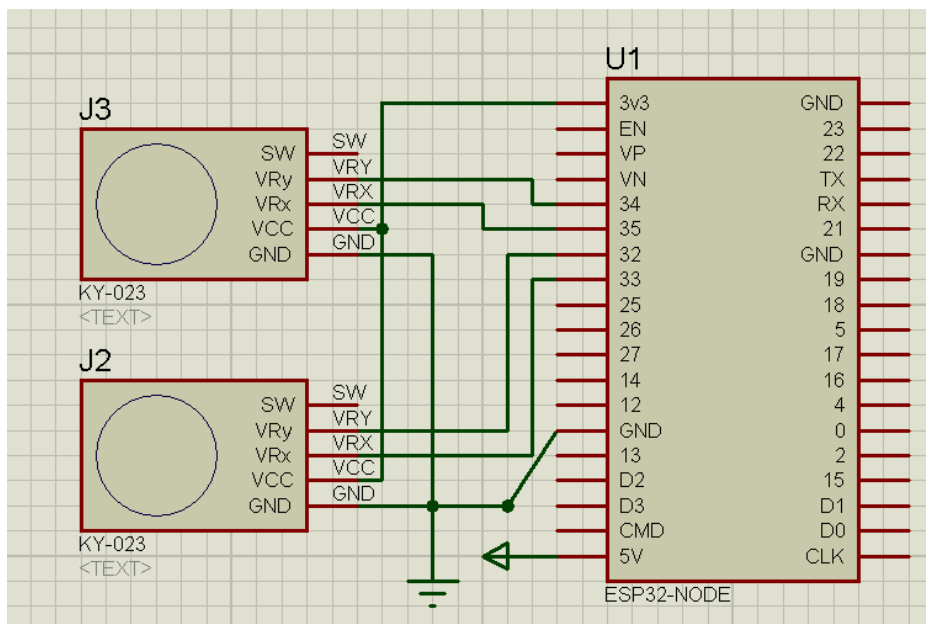 U1
J3
SW
VRy
VRx
VCC
GND
SW
VRY
VRX
VCC
GND
KY-023
<TEXT>
J2
SW
VRy
VRx
VCC
GND
SW
VRY
VRX
VCC
GND
KY-023
<TEXT>
3v3 GND
EN 23
VP 22
VN TX
34 RX
35 21
32 GND
33 19
25 18
26 5
27 17
14 16
12 4
GND 0
13 2
D2 15
D3 D1
CMD D0
5V CLK
ESP32-NODE